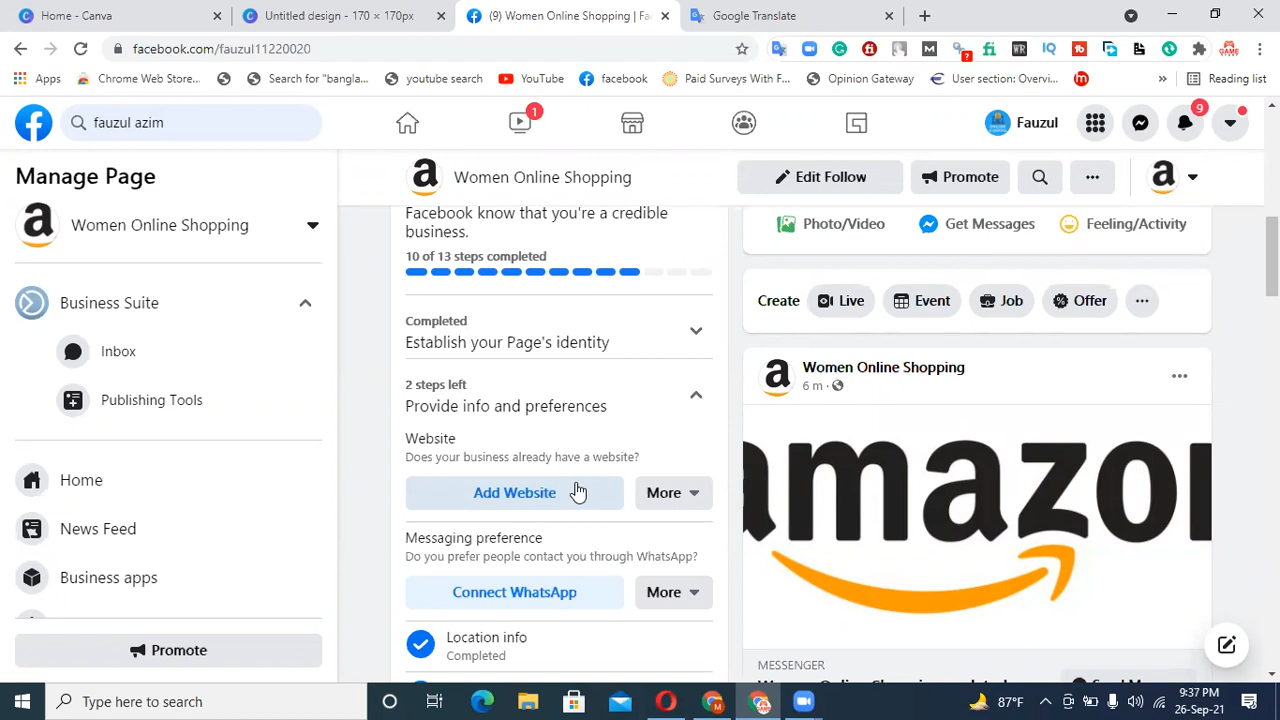 Home - Canva
Untitled design - 170 × 170px
(9) Women Online Shopping | Fa
Google Translate
facebook.com/fauzul11220020
Apps
Chrome Web Store...
Search for "bangla...
youtube search
YouTube
facebook
Paid Surveys With F...
Opinion Gateway
User section: Overvi...
Reading list
fauzul azim
1
Fauzul
9
Manage Page
Women Online Shopping
Edit Follow
Promote
Women Online Shopping
Facebook know that you're a credible
business.
10 of 13 steps completed
Photo/Video
Get Messages
Feeling/Activity
Business Suite
Inbox
Publishing Tools
Completed
Establish your Page's identity
Create
Live
Event
Job
Offer
2 steps left
Provide info and preferences
Women Online Shopping
6 m
Website
Does your business already have a website?
Add Website
More
amazon
Home
News Feed
Business apps
Messaging preference
Do you prefer people contact you through WhatsApp?
Connect WhatsApp
More
Location info
Completed
Promote
MESSENGER
Type here to search
87°F
9:37 PM
26-Sep-21